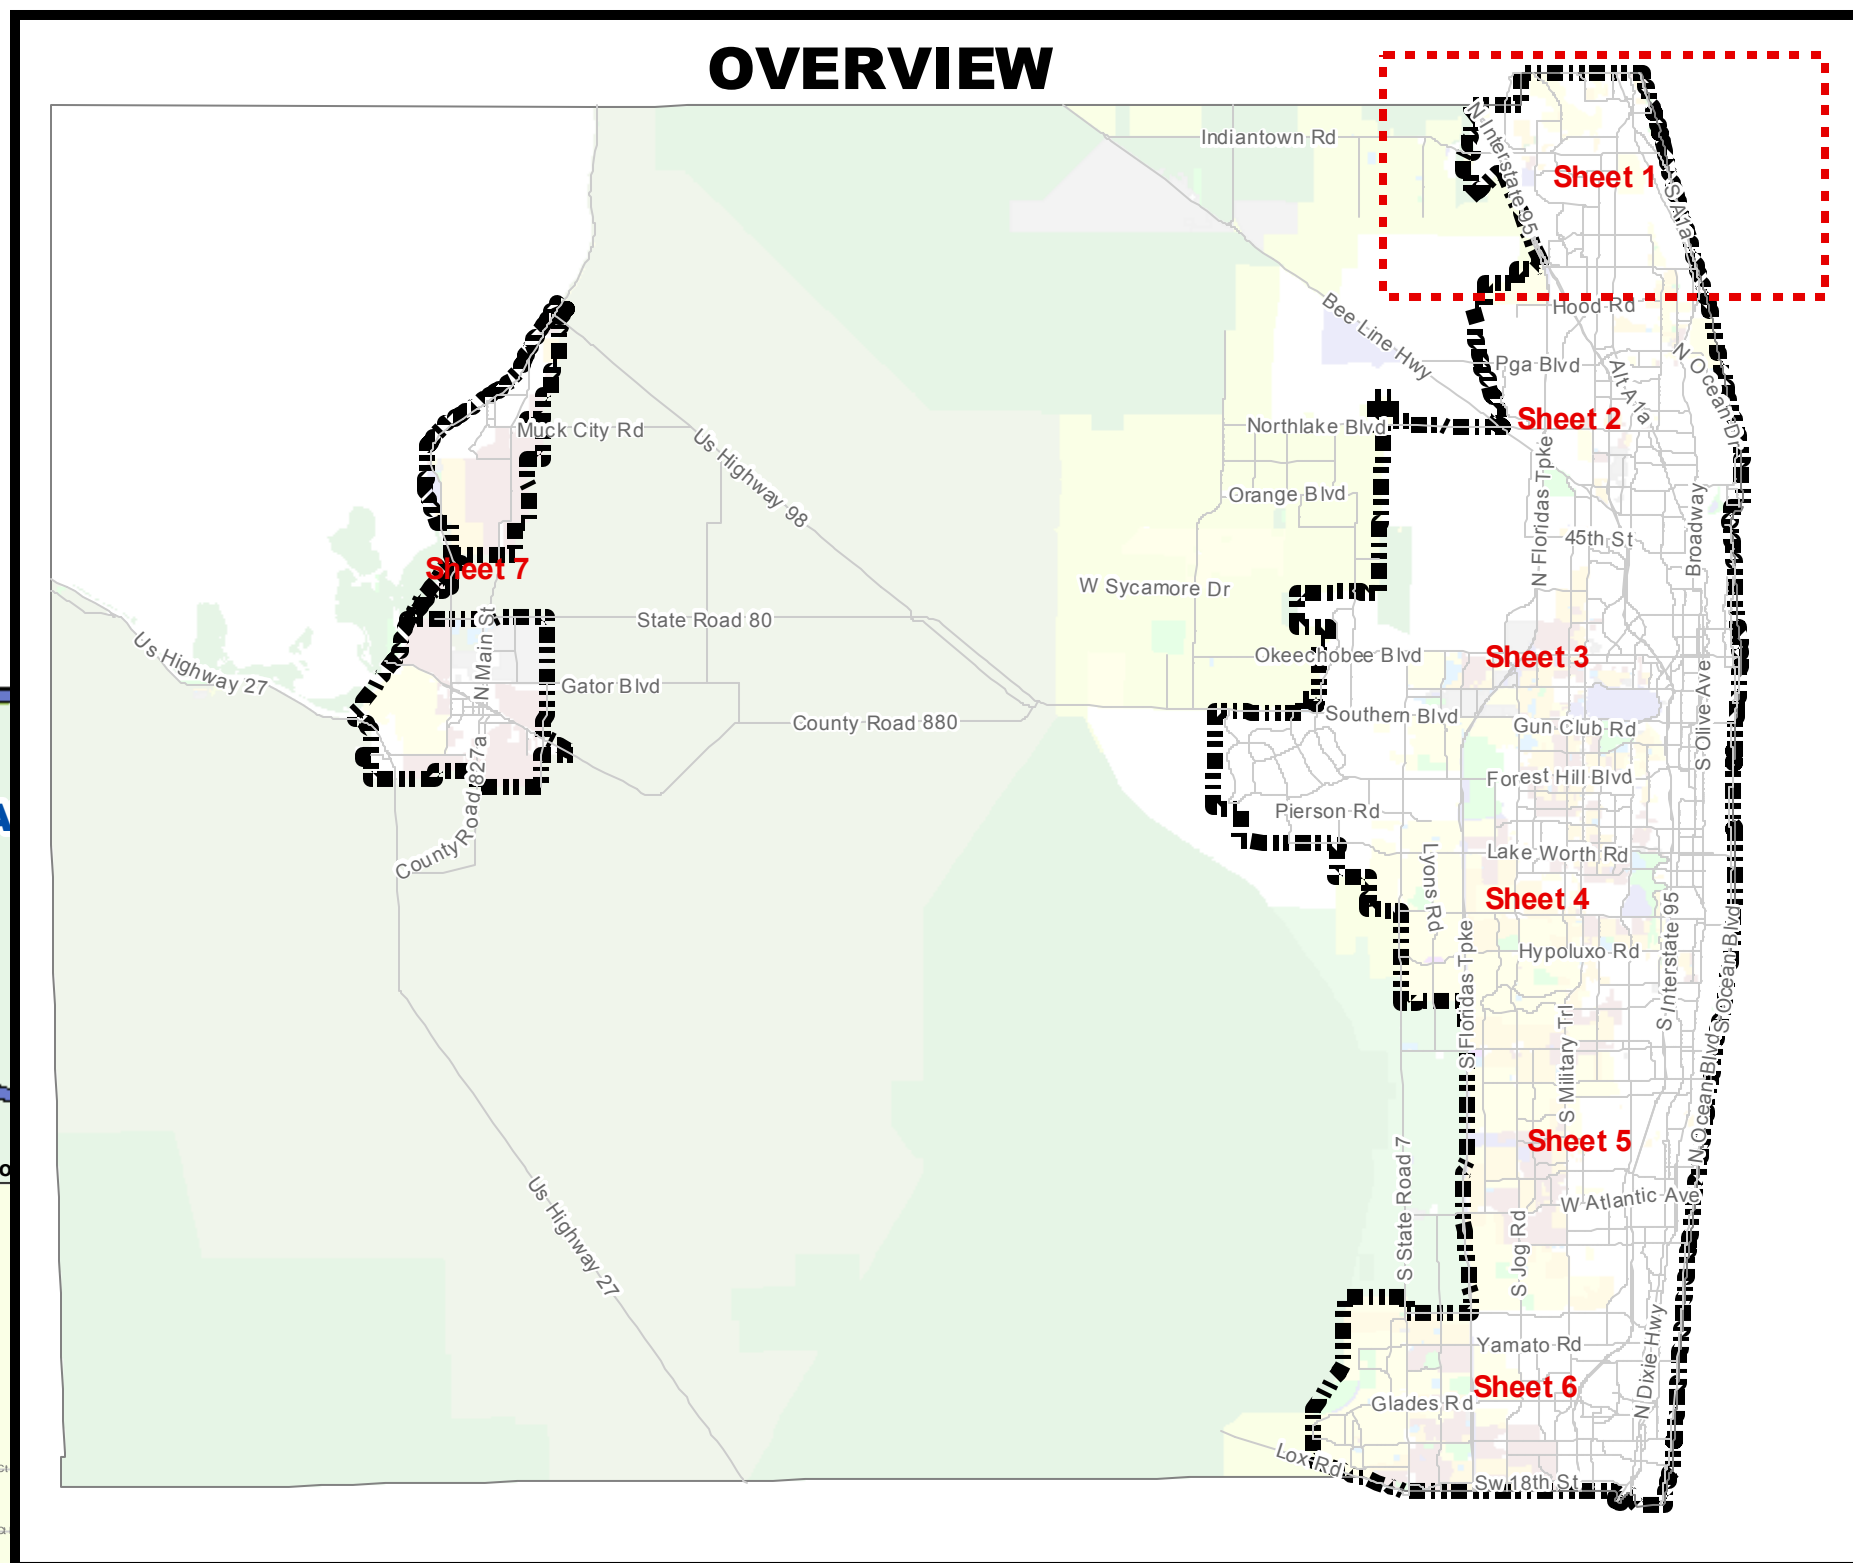 OVERVIEW
Indiantown Rd
N Interstate 95
Sheet 1
S A1a
Hood Rd
Bee Line Hwy
Pga Blvd
Alt A1a
N Ocean Dr
Sheet 2
Northlake Blvd
Muck City Rd
Us Highway 98
Orange Blvd
N Floridas Tpke
45th St
Broadway
Sheet 7
W Sycamore Dr
State Road 80
Us Highway 27
N Main St
Okeechobee Blvd
Sheet 3
Gator Blvd
S Olive Ave
Southern Blvd
County Road 880
Gun Club Rd
Forest Hill Blvd
County Road 827a
Pierson Rd
Lake Worth Rd
Lyons Rd
Sheet 4
Hypoluxo Rd
S Interstate 95
S Ocean Blvd
S Floridas Tpke
S Military Trl
N Ocean Blvd
Sheet 5
S State Road 7
W Atlantic Ave
Us Highway 27
S Jog Rd
Yamato Rd
N Dixie Hwy
Sheet 6
Glades Rd
Lox Rd
Sw 18th St